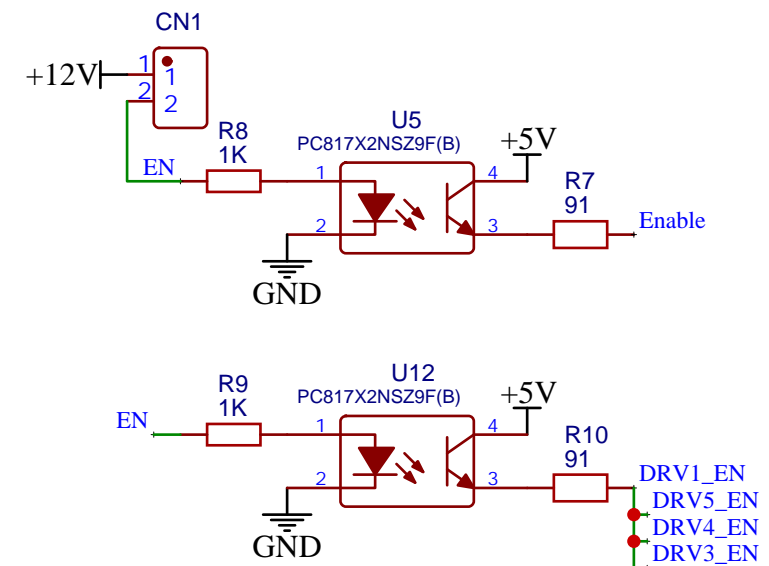 CN1
+12V
1
1
2
2
EN
R8
1K
U5
PC817X2NSZ9F(B)
1
2
4
3
+5V
R7
91
Enable
GND
EN
R9
1K
U12
PC817X2NSZ9F(B)
1
2
4
3
+5V
R10
91
DRV1_EN
DRV5_EN
DRV4_EN
DRV3_EN
GND